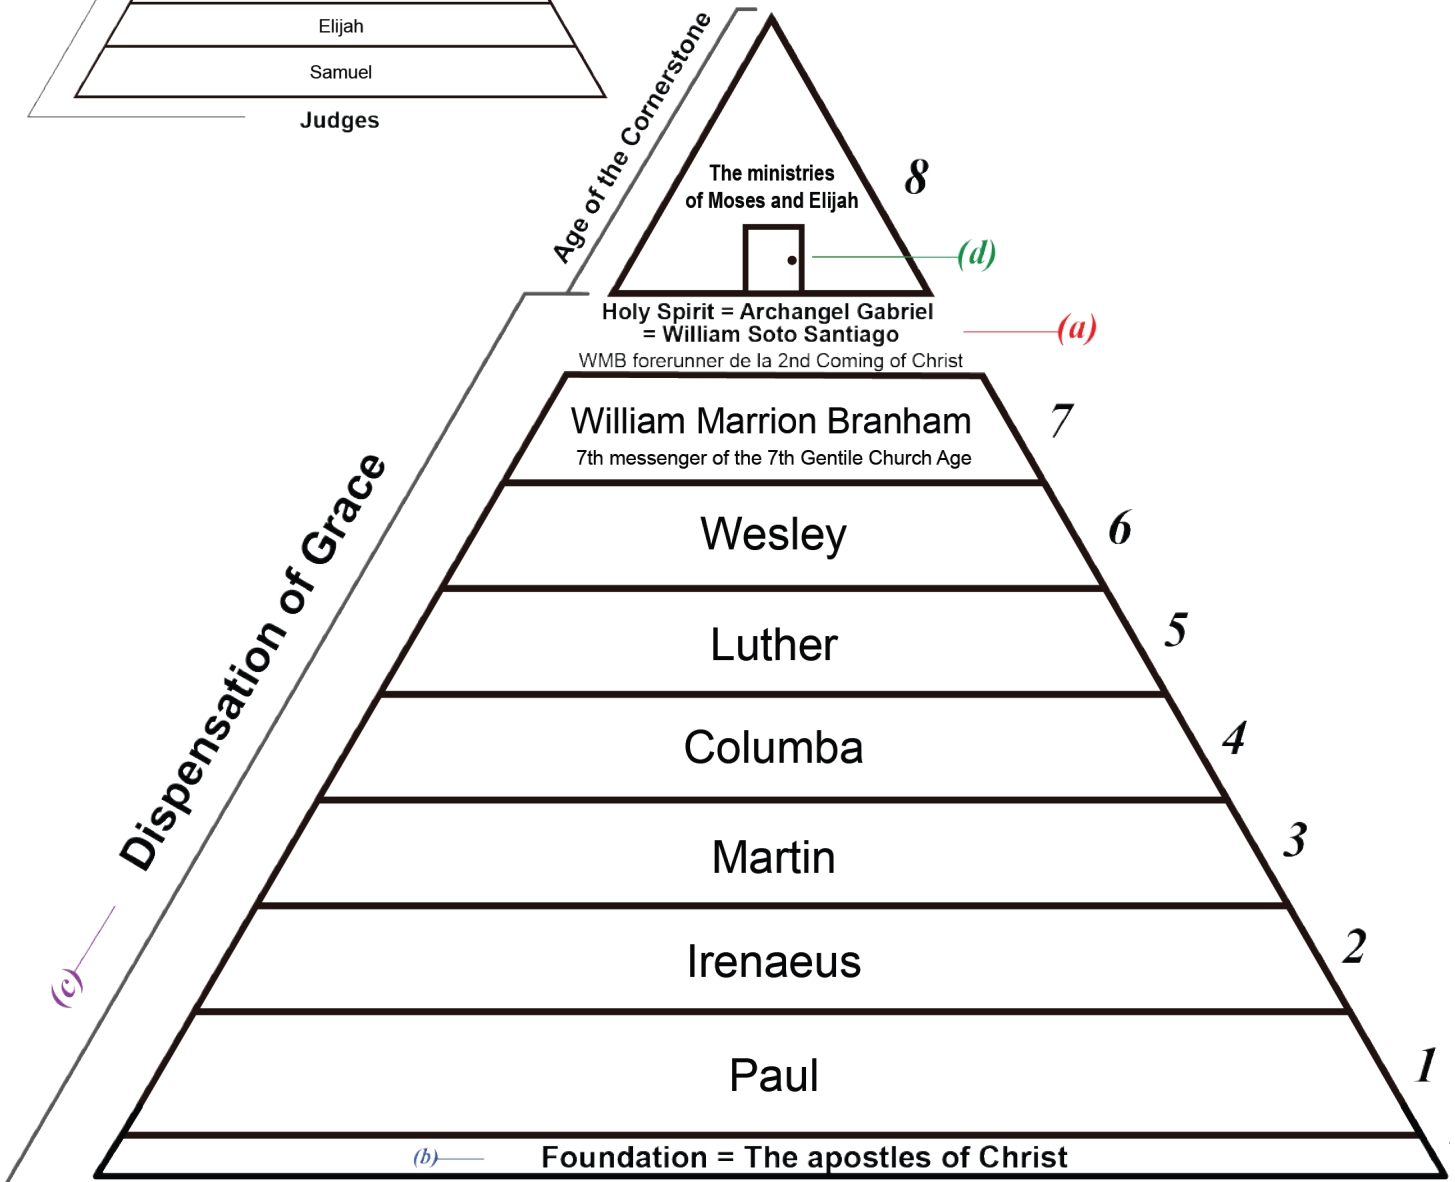 Elijah
Samuel
Judges
Age of the Cornerstone
The ministries
of Moses and Elijah
8
(d)
Holy Spirit = Archangel Gabriel
= William Soto Santiago
(a)
WMB forerunner de la 2nd Coming of Christ
William Marrion Branham
7
7th messenger of the 7th Gentile Church Age
Dispensation of Grace
Wesley
6
Luther
5
Columba
4
Martin
3
(c)
Irenaeus
2
Paul
1
(b)
Foundation = The apostles of Christ